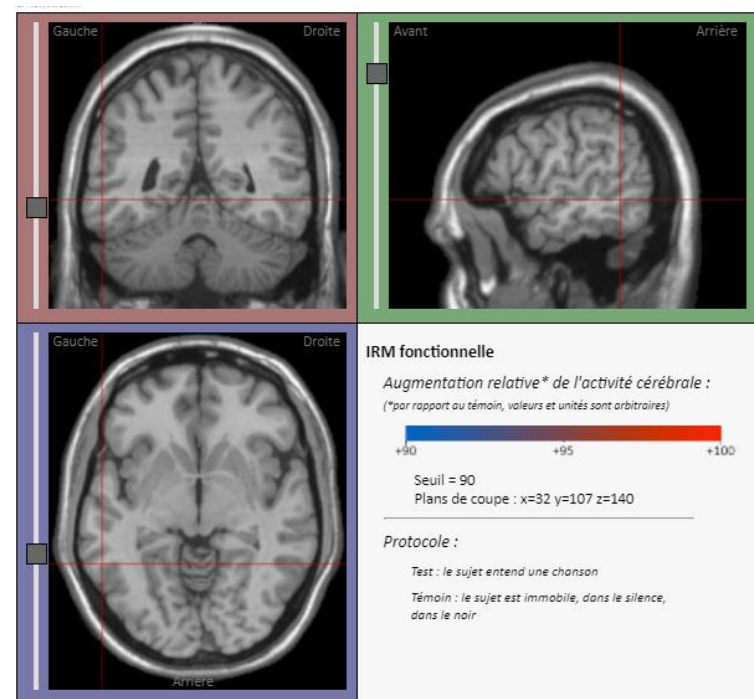 Gauche Droite
Avant Arrière
Gauche Droite
Arrière
IRM fonctionnelle
Augmentation relative* de l'activité cérébrale :
(*par rapport au témoin, valeurs et unités sont arbitraires)
+90 +95 +100
Seuil = 90
Plans de coupe : x=32 y=107 z=140
Protocole :
Test : le sujet entend une chanson
Témoin : le sujet est immobile, dans le silence,
dans le noir